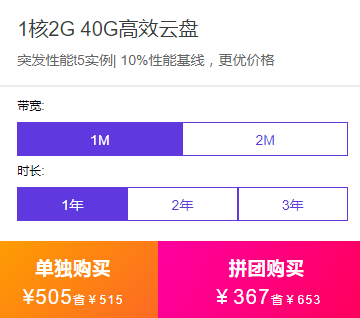 1核2G 40G高效云盘
突发性能t5实例| 10%性能基线，更优价格
带宽:
1M 2M
时长:
1年 2年 3年
单独购买 拼团购买
¥505省￥515 ￥367省￥653